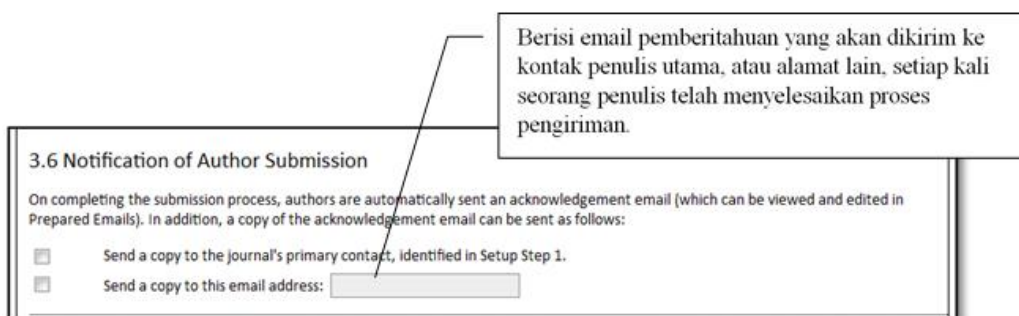 Berisi email pemberitahuan yang akan dikirim ke
kontak penulis utama, atau alamat lain, setiap kali
seorang penulis telah menyelesaikan proses
pengiriman.
3.6 Notification of Author Submission
On completing the submission process, authors are automatically sent an acknowledgement email (which can be viewed and edited in
Prepared Emails). In addition, a copy of the acknowledgement email can be sent as follows:
Send a copy to the journal's primary contact, identified in Setup Step 1.
Send a copy to this email address: